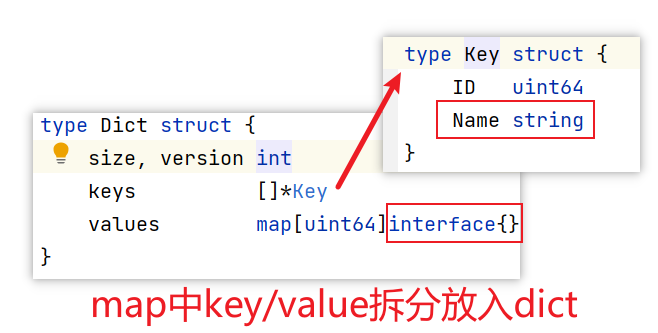 type Key struct {
ID uint64
Name string
}
type Dict struct {
size, version int
keys []*Key
values map[uint64]interface{}
}
map中key/value拆分放入dict